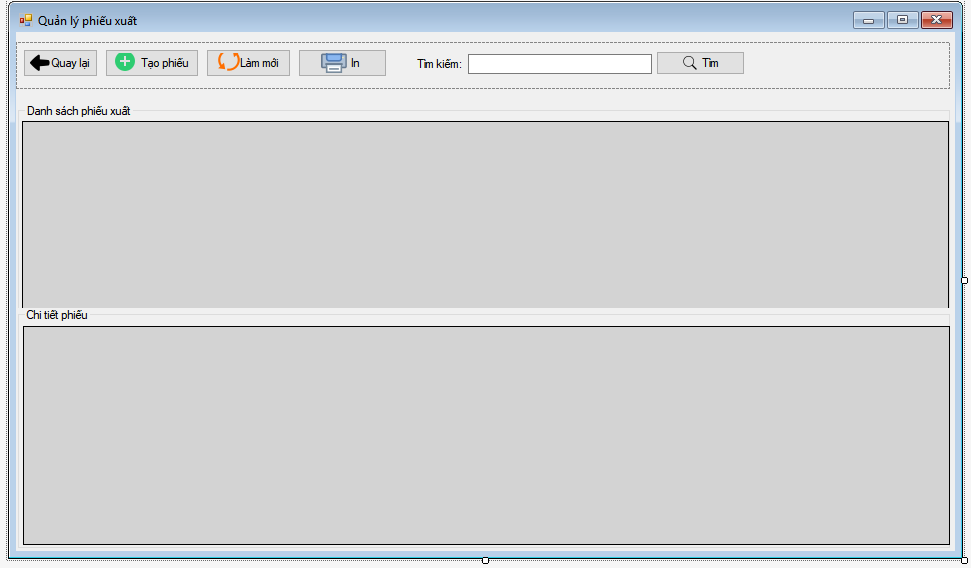 Quản lý phiếu xuất
Quay lại Tạo phiếu Làm mới In Tìm kiếm: Tìm
Danh sách phiếu xuất
Chi tiết phiếu